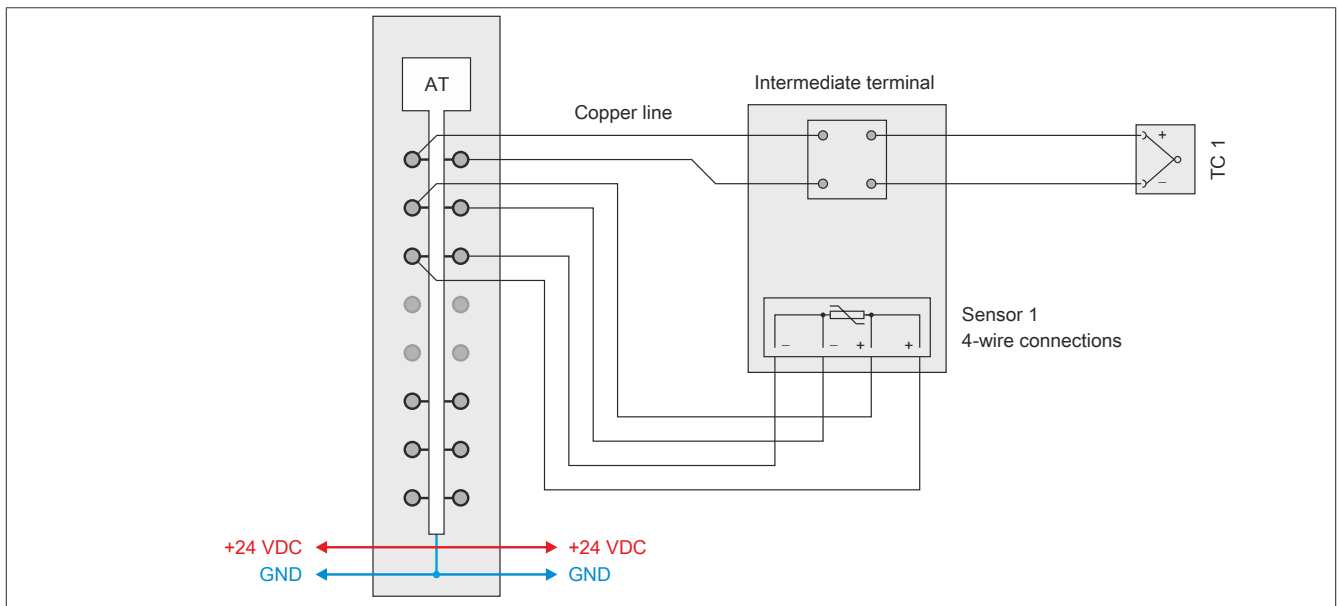 AT
Intermediate terminal
Copper line
+
−
TC 1
Sensor 1
4-wire connections
− − + +
+24 VDC +24 VDC
GND GND